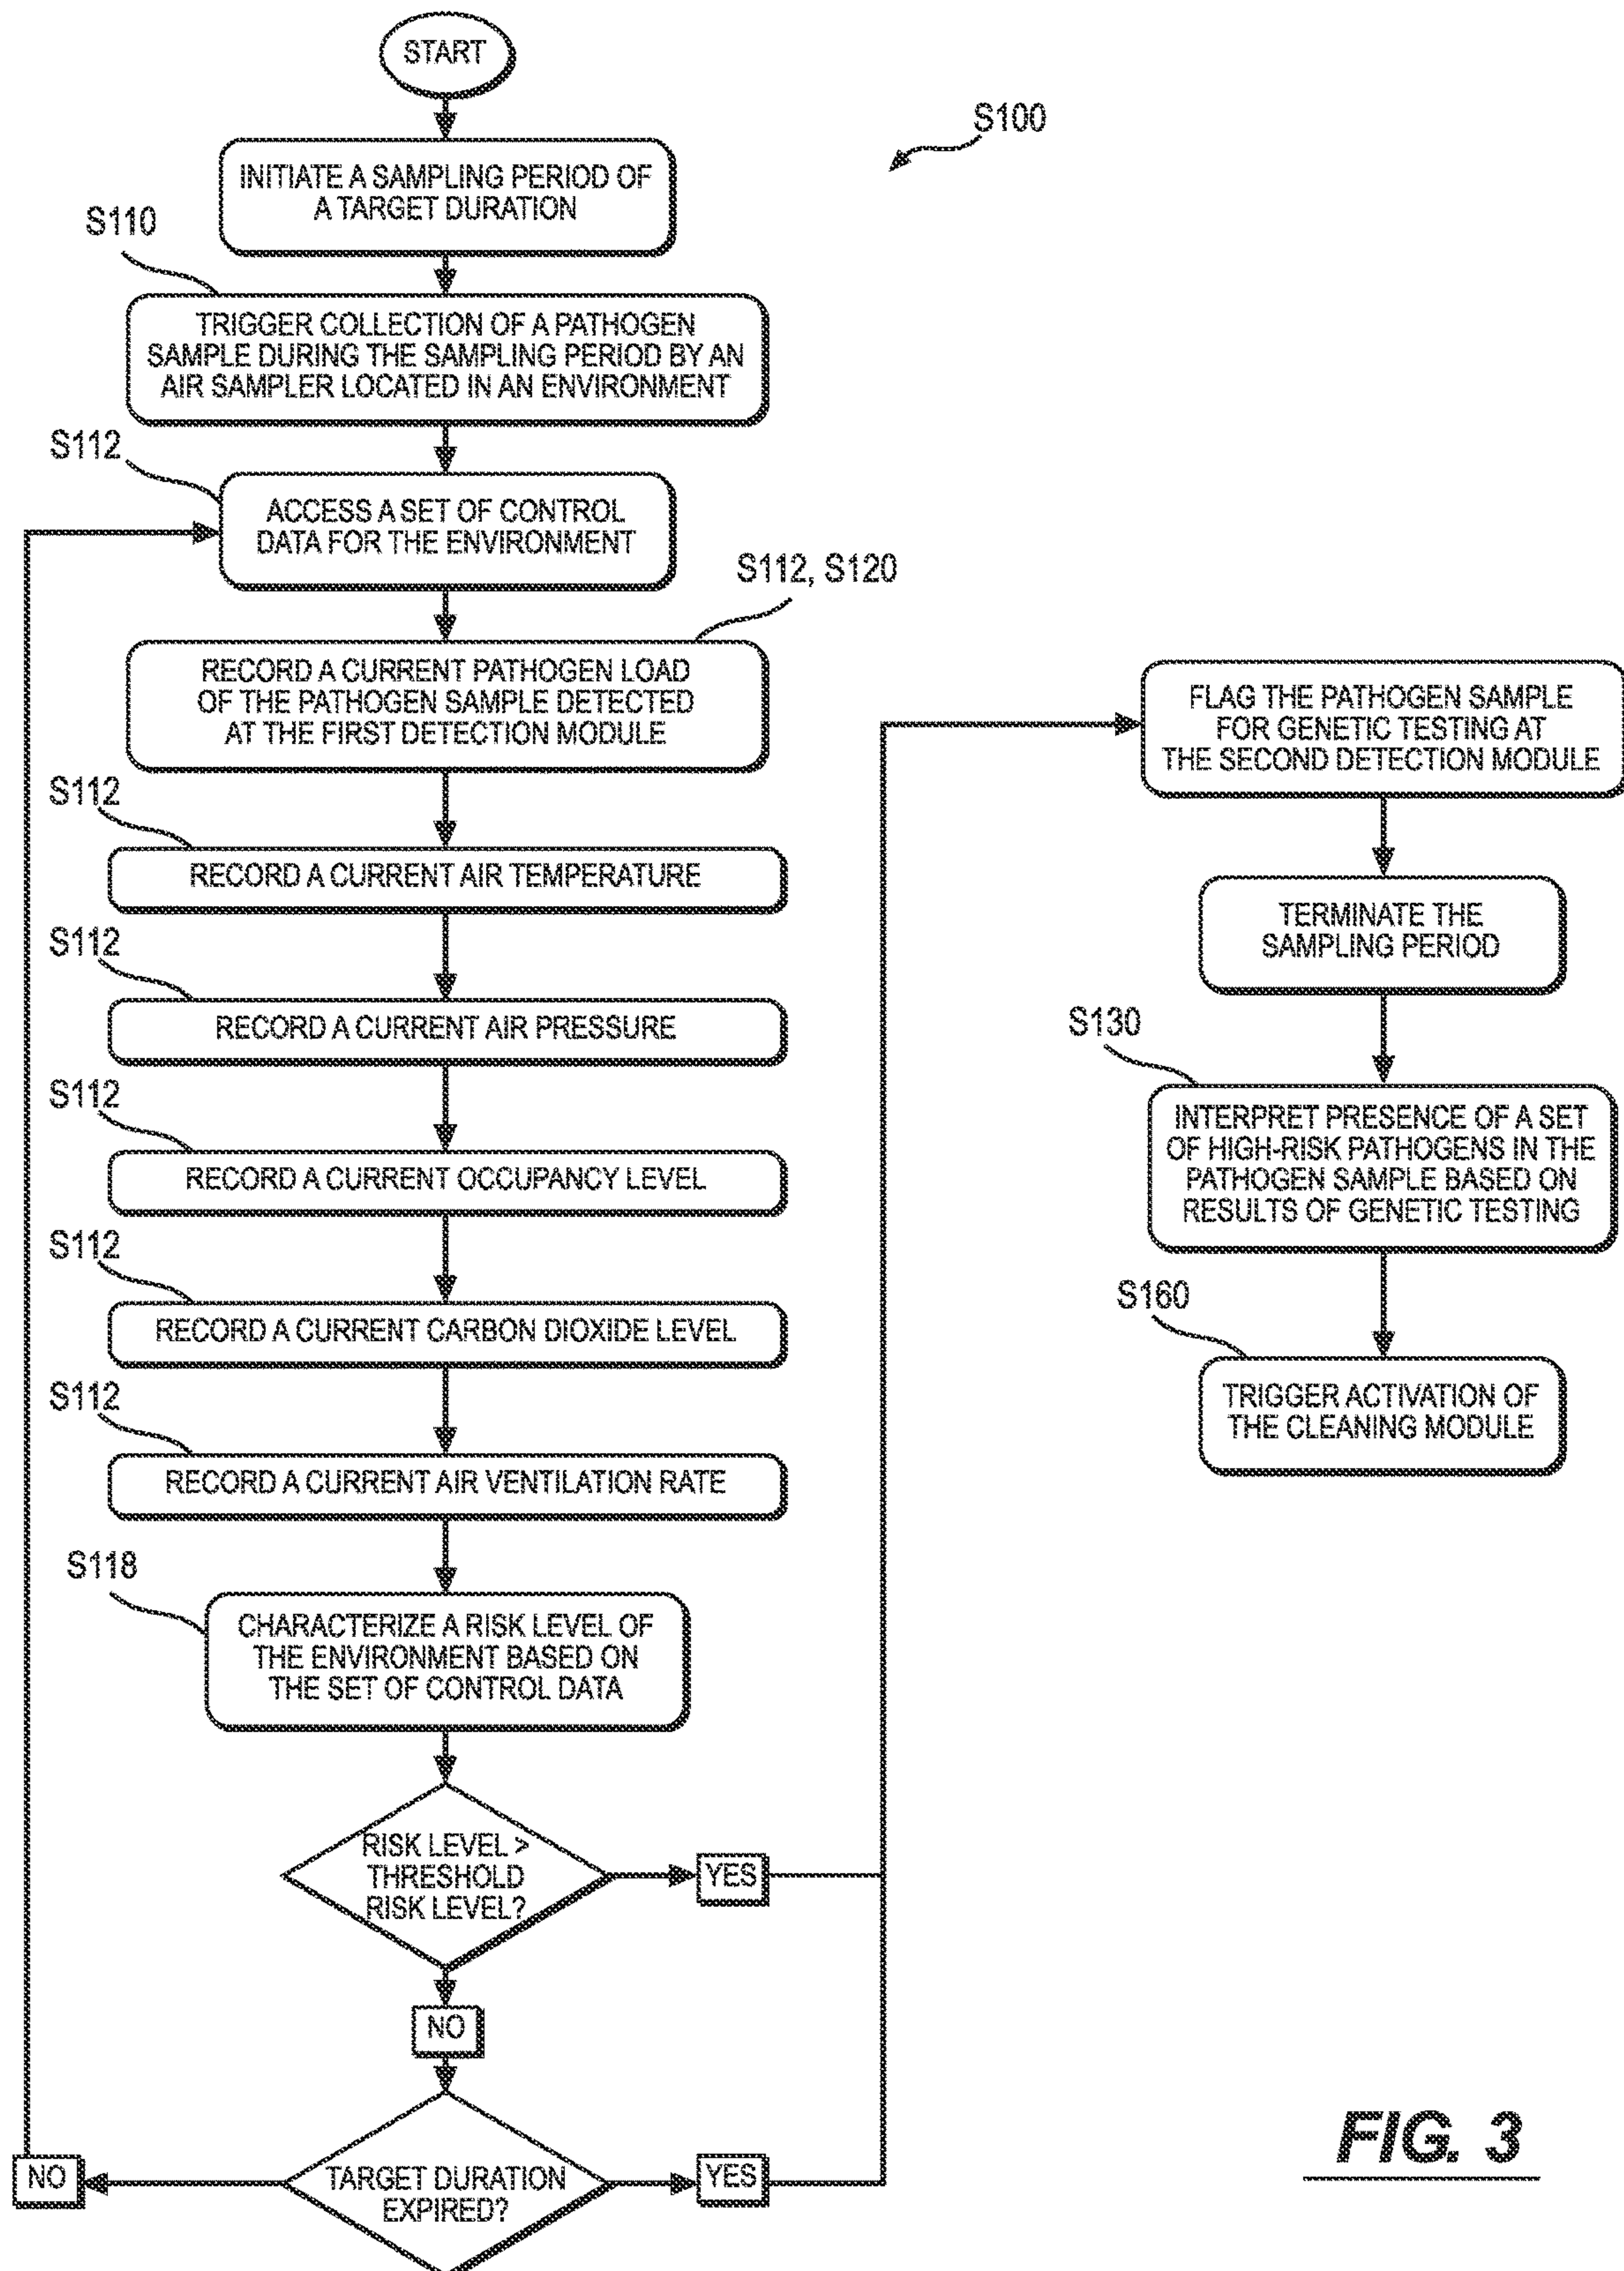 START
S100
INITIATE A SAMPLING PERIOD OF
A TARGET DURATION
S110
TRIGGER COLLECTION OF A PATHOGEN
SAMPLE DURING THE SAMPLING PERIOD BY AN
AIR SAMPLER LOCATED IN AN ENVIRONMENT
S112
ACCESS A SET OF CONTROL
DATA FOR THE ENVIRONMENT
S112, S120
RECORD A CURRENT PATHOGEN LOAD
OF THE PATHOGEN SAMPLE DETECTED
AT THE FIRST DETECTION MODULE
S112
RECORD A CURRENT AIR TEMPERATURE
S112
RECORD A CURRENT AIR PRESSURE
S112
RECORD A CURRENT OCCUPANCY LEVEL
S112
RECORD A CURRENT CARBON DIOXIDE LEVEL
S112
RECORD A CURRENT AIR VENTILATION RATE
S118
CHARACTERIZE A RISK LEVEL OF
THE ENVIRONMENT BASED ON
THE SET OF CONTROL DATA
RISK LEVEL >
THRESHOLD
RISK LEVEL?
YES
NO
TARGET DURATION
EXPIRED?
NO
YES
FLAG THE PATHOGEN SAMPLE
FOR GENETIC TESTING AT
THE SECOND DETECTION MODULE
TERMINATE THE
SAMPLING PERIOD
S130
INTERPRET PRESENCE OF A SET
OF HIGH-RISK PATHOGENS IN THE
PATHOGEN SAMPLE BASED ON
RESULTS OF GENETIC TESTING
S160
TRIGGER ACTIVATION OF
THE CLEANING MODULE
FIG. 3